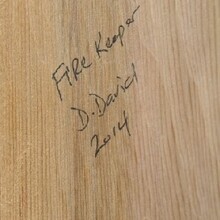 FIRE Keeper
D. David
2014